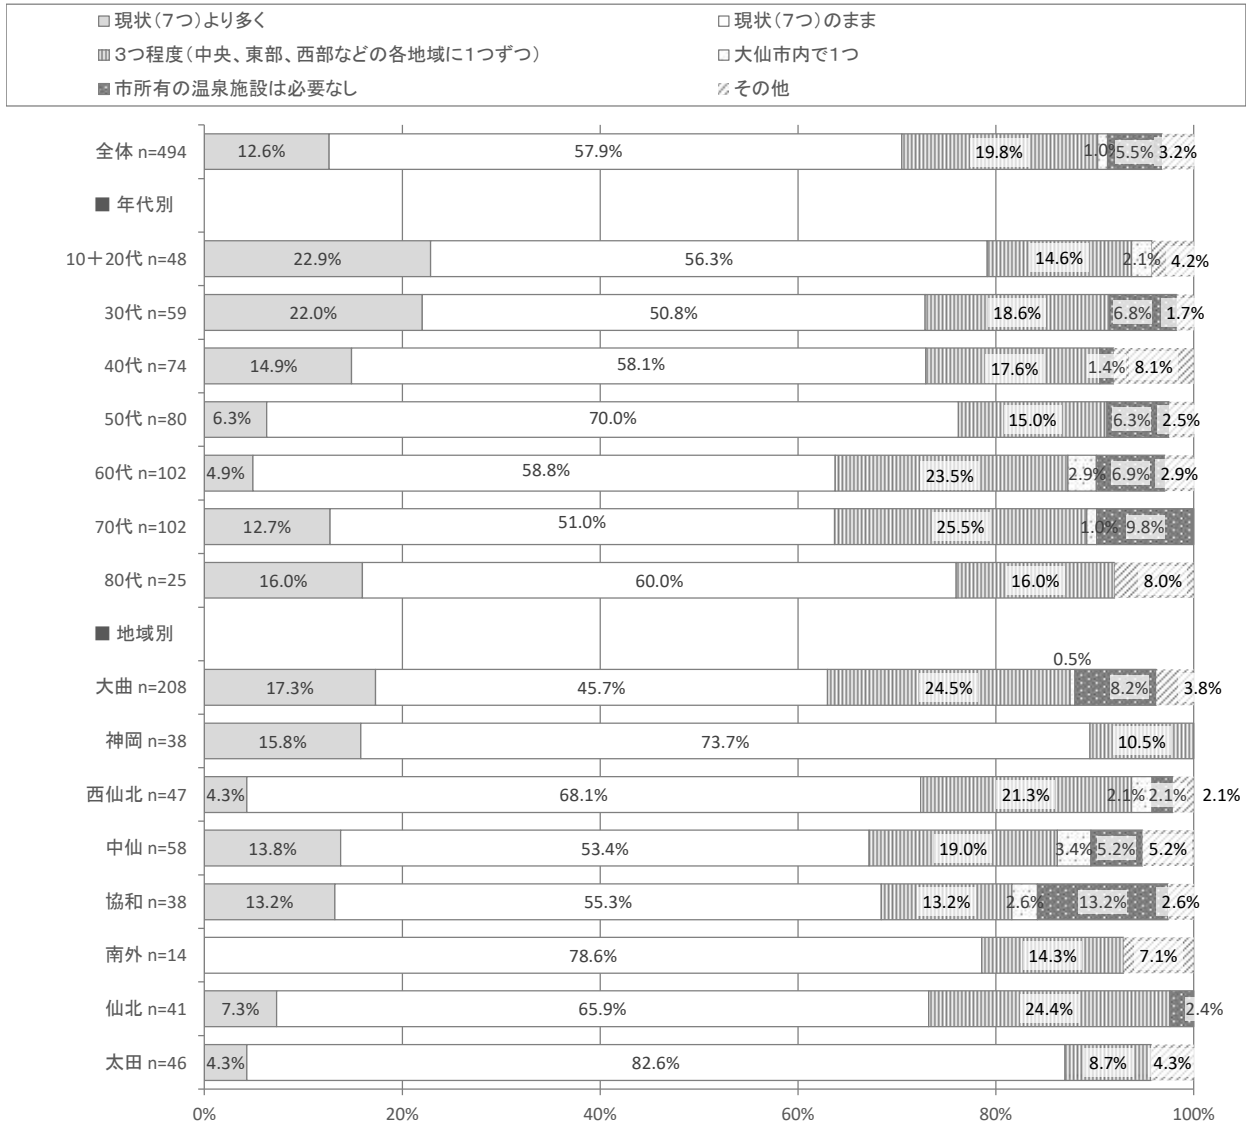 現状（７つ）より多く 現状（７つ）のまま
３つ程度（中央、東部、西部などの各地域に１つずつ） 大仙市内で１つ
市所有の温泉施設は必要なし その他
全体 n=494 12.6% 57.9% 19.8% 1.0% 5.5% 3.2%
■ 年代別
10＋20代 n=48 22.9% 56.3% 14.6% 2.1% 4.2%
30代 n=59 22.0% 50.8% 18.6% 6.8% 1.7%
40代 n=74 14.9% 58.1% 17.6% 1.4% 8.1%
50代 n=80 6.3% 70.0% 15.0% 6.3% 2.5%
60代 n=102 4.9% 58.8% 23.5% 2.9% 6.9% 2.9%
70代 n=102 12.7% 51.0% 25.5% 1.0% 9.8%
80代 n=25 16.0% 60.0% 16.0% 8.0%
■ 地域別
0.5%
大曲 n=208 17.3% 45.7% 24.5% 8.2% 3.8%
神岡 n=38 15.8% 73.7% 10.5%
西仙北 n=47 4.3% 68.1% 21.3% 2.1% 2.1% 2.1%
中仙 n=58 13.8% 53.4% 19.0% 3.4% 5.2% 5.2%
協和 n=38 13.2% 55.3% 13.2% 2.6% 13.2% 2.6%
南外 n=14 78.6% 14.3% 7.1%
仙北 n=41 7.3% 65.9% 24.4% 2.4%
太田 n=46 4.3% 82.6% 8.7% 4.3%
0% 20% 40% 60% 80% 100%